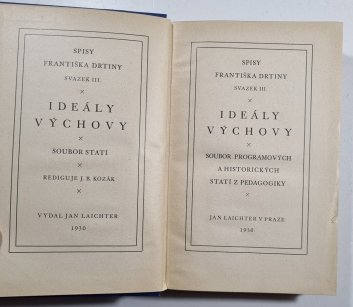 SPISY
FRANTIŠKA DRTINY
SVAZEK III.
×
IDEÁLY
VÝCHOVY
×
SOUBOR STATÍ
×
REDIGUJE J. B. KOZÁK
×
VYDAL JAN LAICHTER
1930
SPISY
FRANTIŠKA DRTINY
SVAZEK III.
×
IDEÁLY
VÝCHOVY
×
SOUBOR PROGRAMOVÝCH
A HISTORICKÝCH
STATÍ Z PEDAGOGIKY
×
JAN LAICHTER V PRAZE
1930